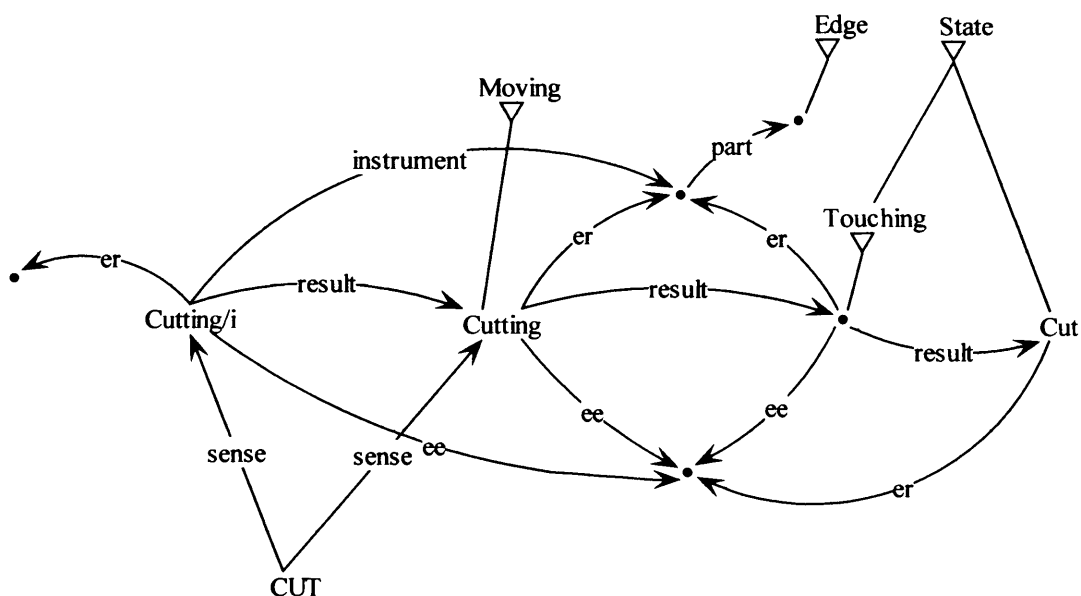 Edge
State
Moving
part
instrument
Touching
er
er
er
result
result
Cutting/i
Cutting
Cut
result
ee
ee
sense
sense
ee
er
CUT